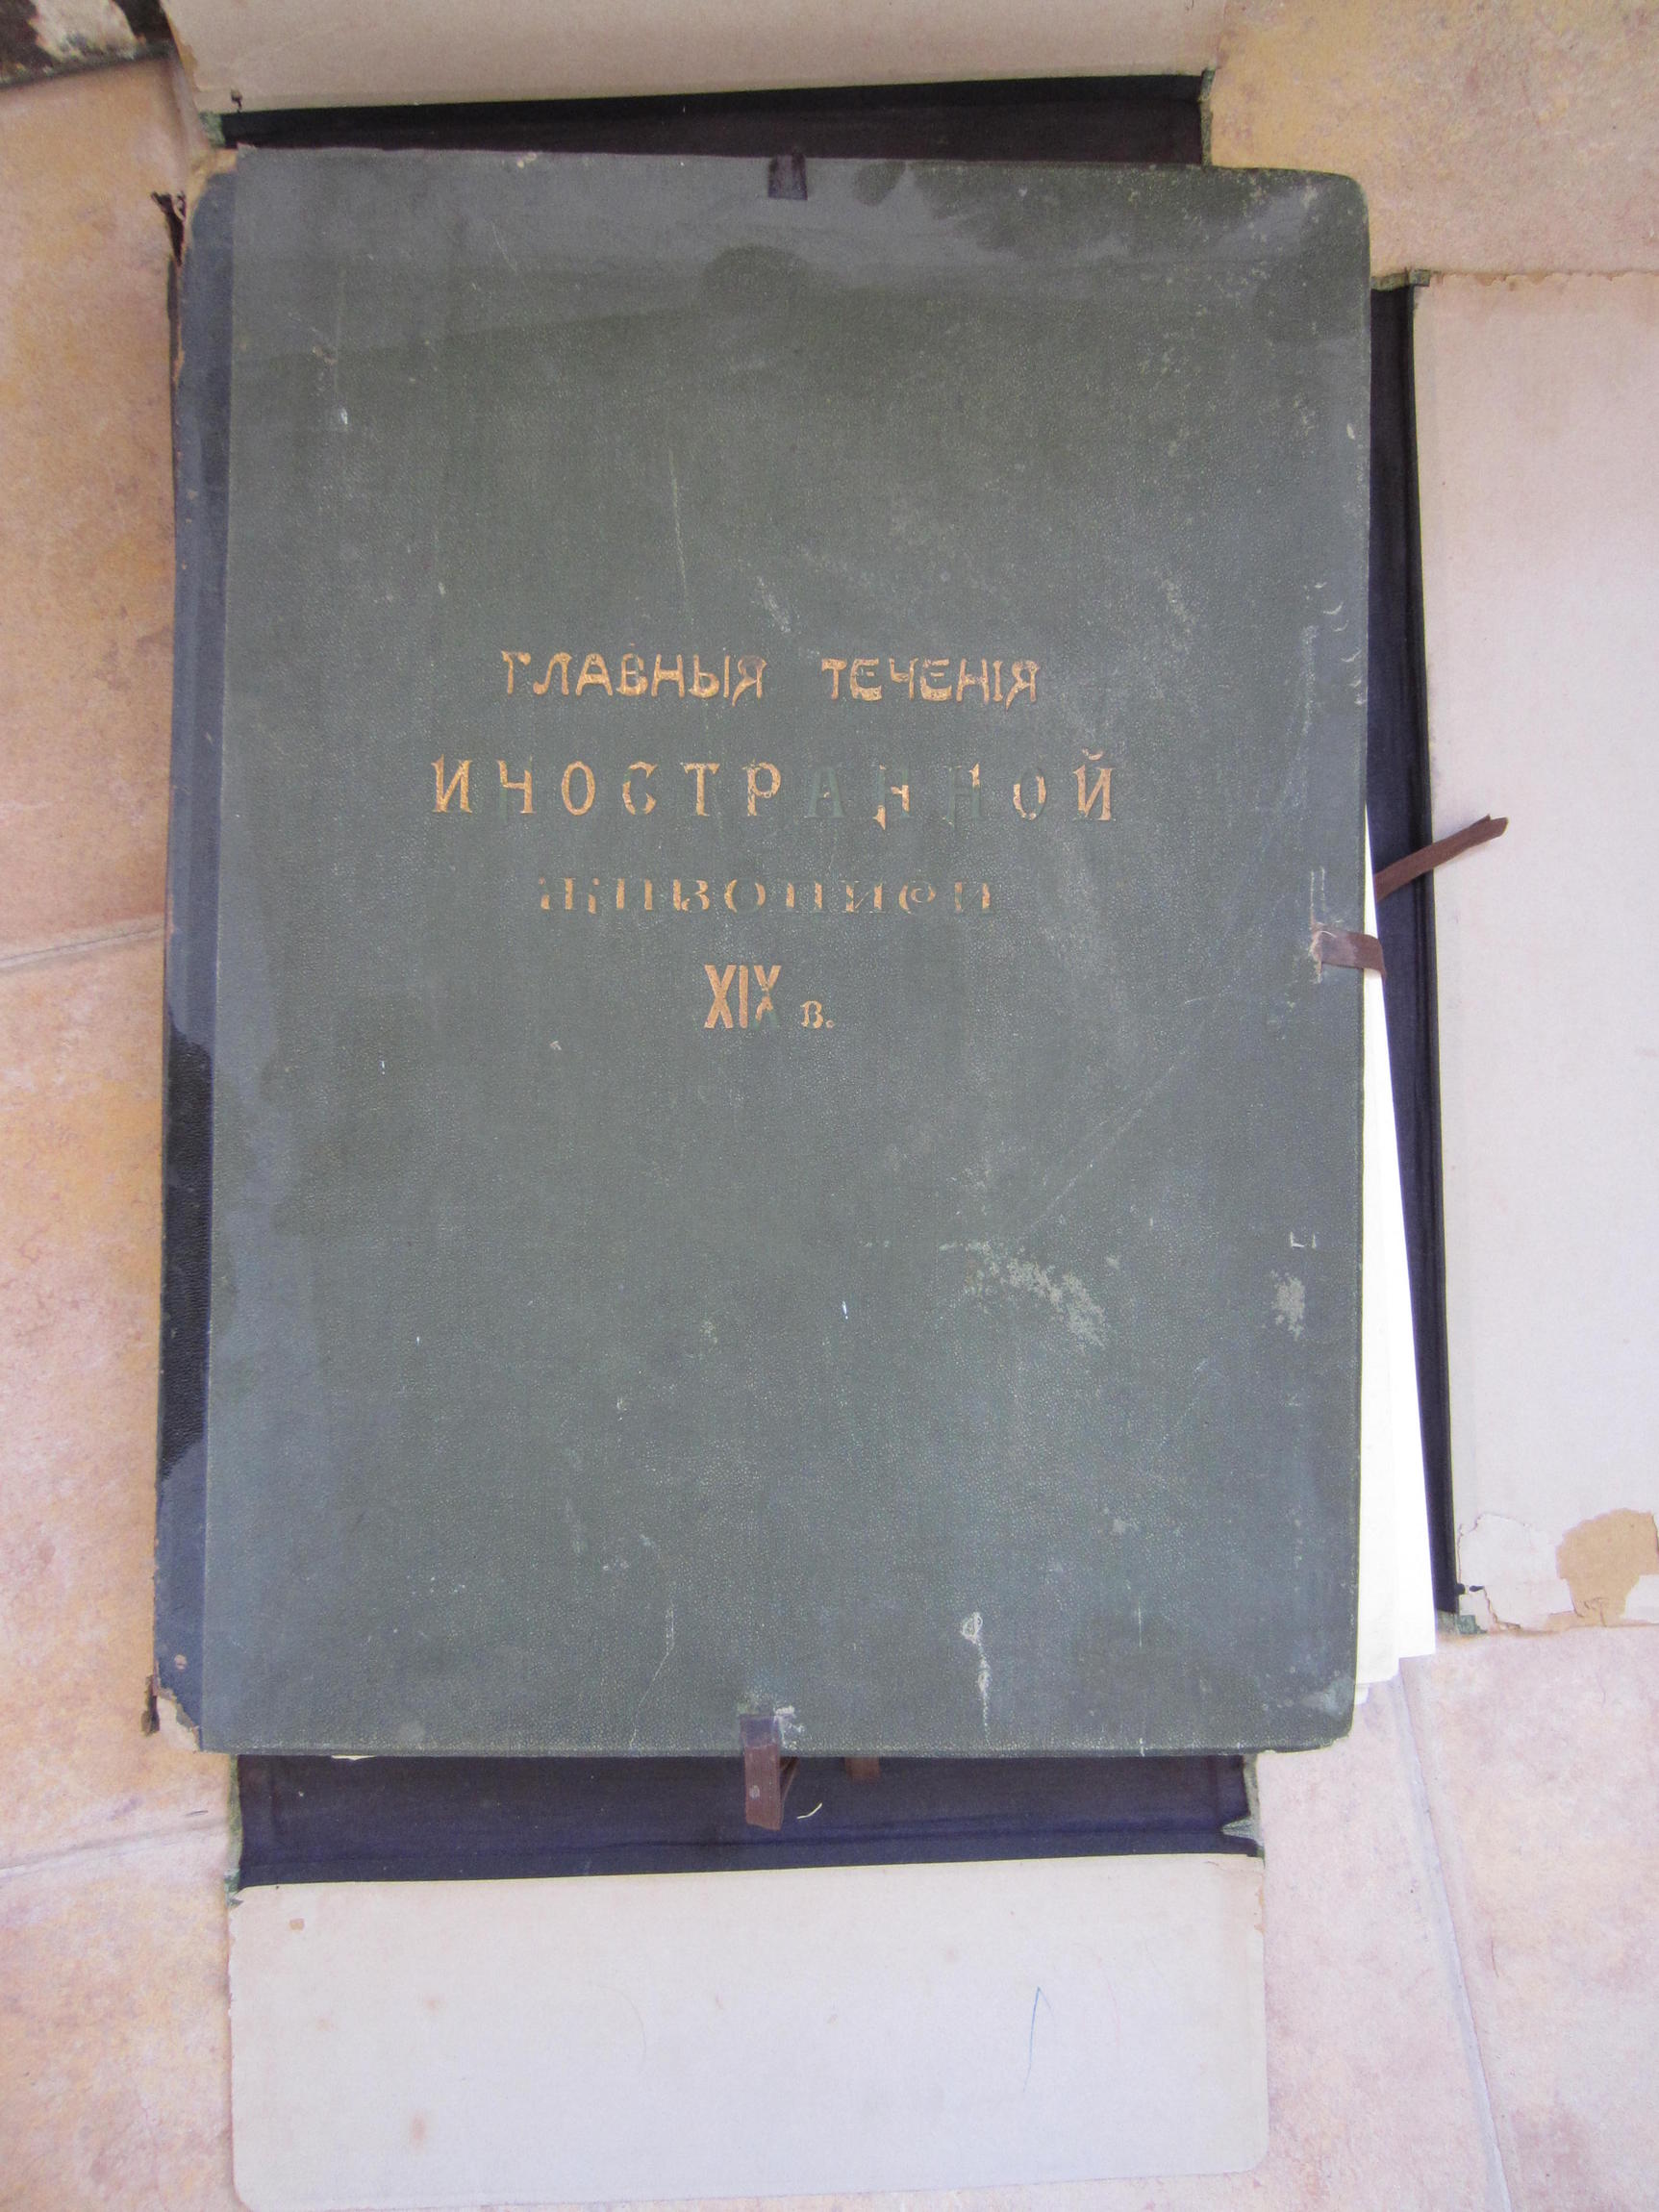 ГЛАВНЫЯ ТЕЧЕНІЯ
ИНОСТРАННОЙ
ЖИВОПИСИ
XIX в.